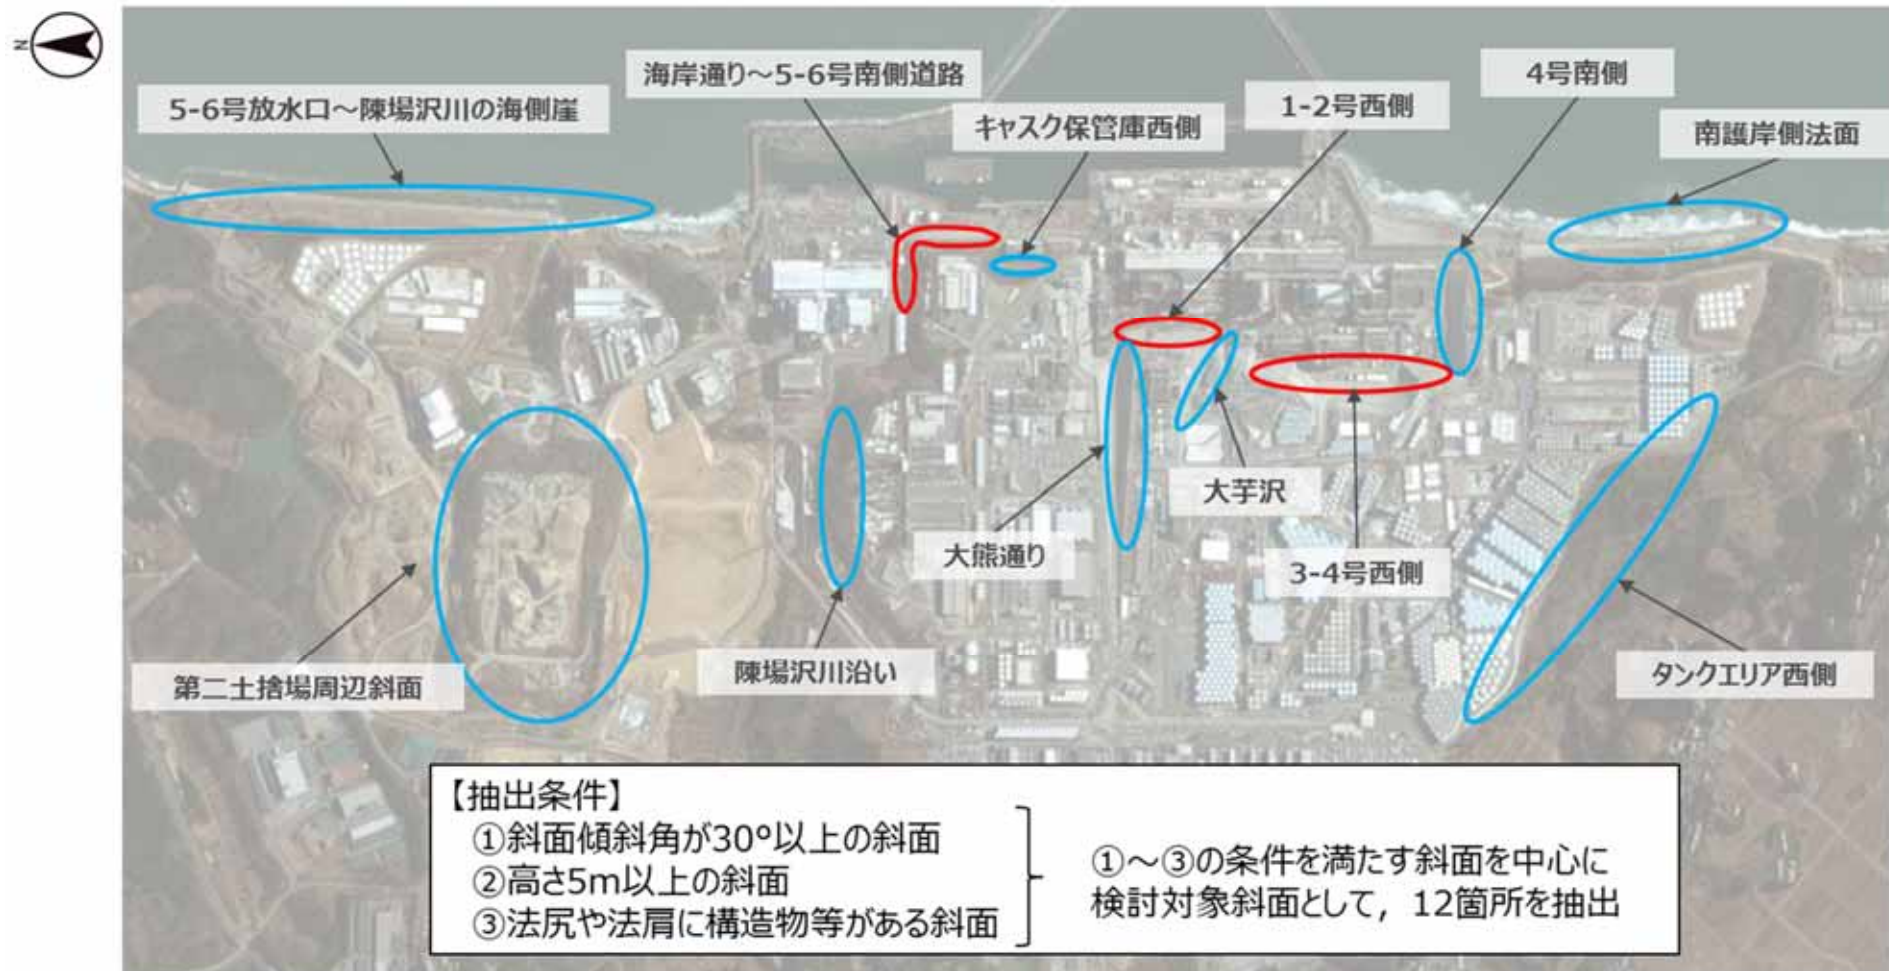 N
海岸通り～5-6号南側道路
4号南側
5-6号放水口～陳場沢川の海側崖
キャスク保管庫西側
1-2号西側
南護岸側法面
大芋沢
大熊通り
3-4号西側
第二土捨場周辺斜面
陳場沢川沿い
タンクエリア西側
【抽出条件】
①斜面傾斜角が30°以上の斜面
②高さ5m以上の斜面
③法尻や法肩に構造物等がある斜面
①～③の条件を満たす斜面を中心に
検討対象斜面として，12箇所を抽出